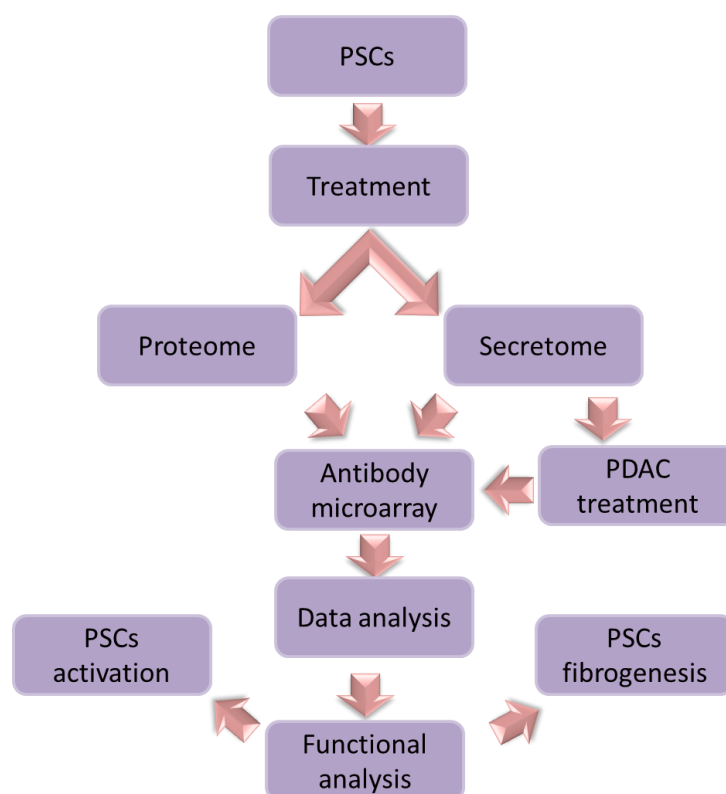 PSCs
Treatment
Proteome
Secretome
Antibody
microarray
PDAC
treatment
Data analysis
PSCs
activation
PSCs
fibrogenesis
Functional
analysis